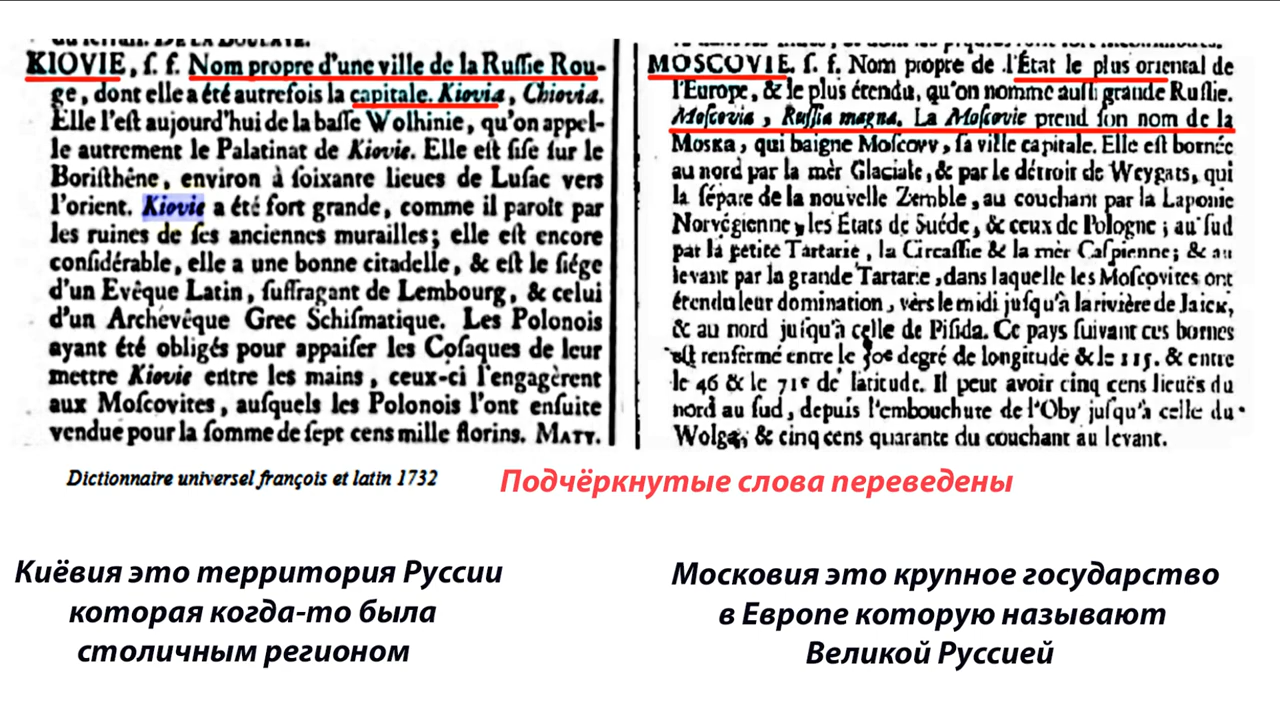 KIOVIE, ſ. f. Nom propre d'une ville de la Ruſſie Rou-
ge, dont elle a été autrefois la capitale. Kiovia, Chiovia.
Elle l'eſt aujourd'hui de la baſſe Wolhinie, qu'on appel-
le autrement le Palatinat de Kiovie. Elle eſt ſiſe ſur le
Boriſthêne, environ à ſoixante lieues de Luſac vers
l'orient. Kiovie a été fort grande, comme il paroît par
les ruines de ſes anciennes murailles; elle eſt encore
conſidérable, elle a une bonne citadelle, & eſt le ſiége
d'un Evêque Latin, ſuffragant de Lembourg, & celui
d'un Archevêque Grec Schiſmatique. Les Polonois
ayant été obligés pour appaiſer les Coſaques de leur
mettre Kiovie entre les mains, ceux-ci l'engagèrent
aux Moſcovites, auſquels les Polonois l'ont enſuite
vendue pour la ſomme de ſept cens mille florins. MATY.
MOSCOVIE, ſ. f. Nom propre de l'État le plus oriental de
l'Europe, & le plus étendu, qu'on nomme auſſi grande Ruſſie.
Moſcovia, Ruſſia magna. La Moſcovie prend ſon nom de la
Moska, qui baigne Moſcow, ſa ville capitale. Elle eſt bornée
au nord par la mèr Glaciale, & par le détroit de Weygats, qui
la ſépare de la nouvelle Zemble, au couchant par la Laponie
Norvégienne, les États de Suéde, & ceux de Pologne; au ſud
par la petite Tartarie, la Circaſſie & la mèr Caſpienne; & au
levant par la grande Tartarie, dans laquelle les Moſcovites ont
étendu leur domination, vèrs le midi juſqu'à la rivière de Jaick,
& au nord juſqu'à celle de Piſida. Ce pays ſuivant ces bornes
eſt renfermé entre le 50e degré de longitude & le 115. & entre
le 46 & le 71e de latitude. Il peut avoir cinq cens lieuës du
nord au ſud, depuis l'embouchure de l'Oby juſqu'à celle du
Wolga, & cinq cens quarante du couchant au levant.
Dictionnaire universel françois et latin 1732
Подчёркнутые слова переведены
Киёвия это территория Руссии
которая когда-то была
столичным регионом
Московия это крупное государство
в Европе которую называют
Великой Руссией